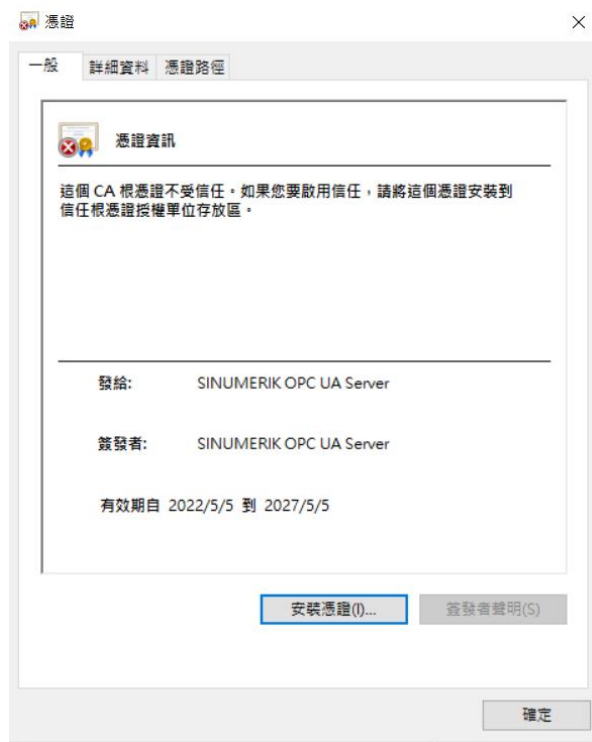 憑證
一般 詳細資料 憑證路徑
憑證資訊
這個 CA 根憑證不受信任。如果您要啟用信任，請將這個憑證安裝到
信任根憑證授權單位存放區。
發給: SINUMERIK OPC UA Server
簽發者: SINUMERIK OPC UA Server
有效期自 2022/5/5 到 2027/5/5
安裝憑證(I)... 簽發者聲明(S)
確定